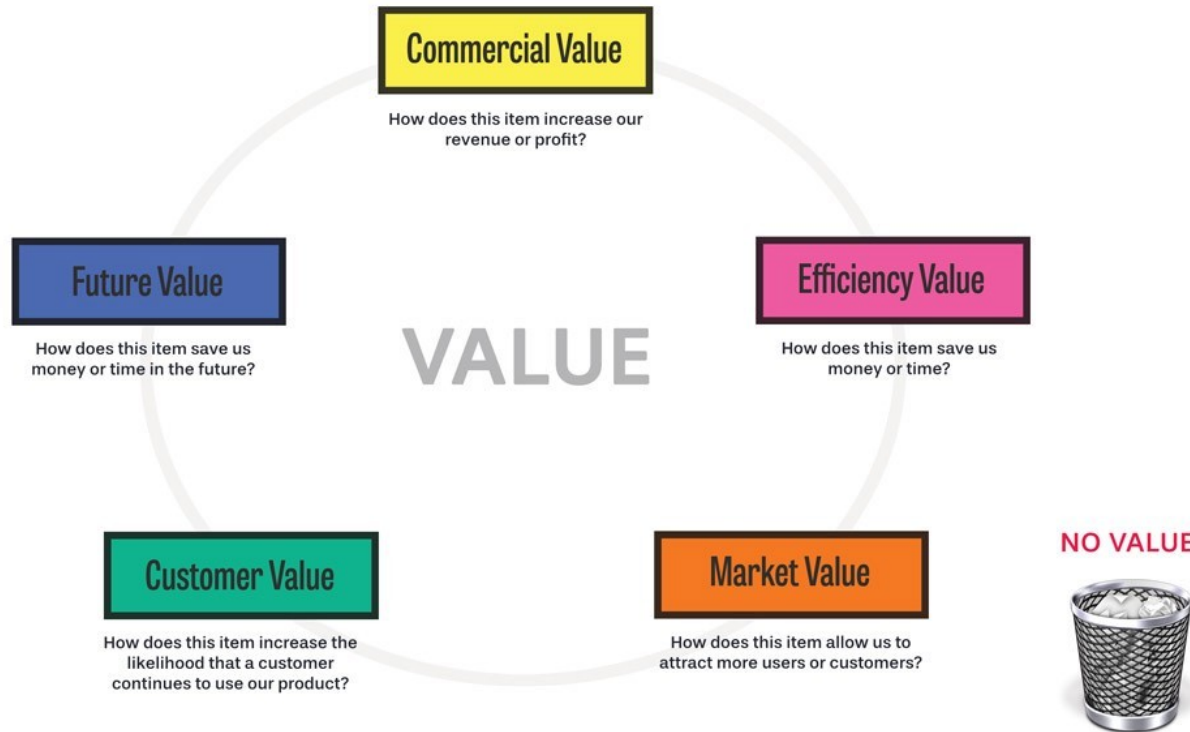 Commercial Value
How does this item increase our
revenue or profit?
Future Value
How does this item save us
money or time in the future?
Efficiency Value
How does this item save us
money or time?
VALUE
Customer Value
How does this item increase the
likelihood that a customer
continues to use our product?
Market Value
How does this item allow us to
attract more users or customers?
NO VALUE